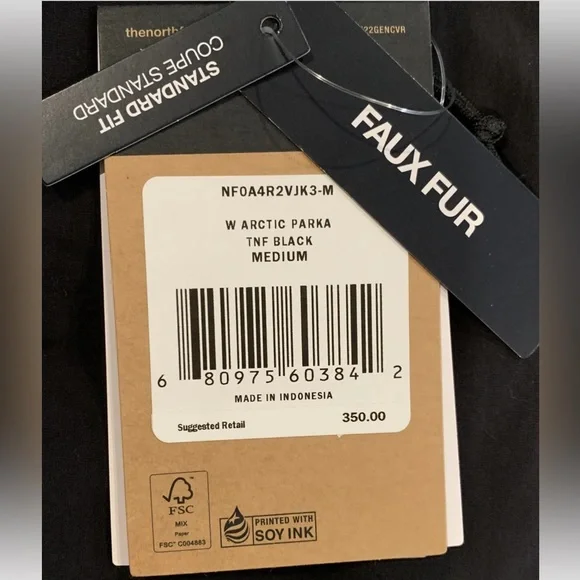 thenorthf
22GENCVR
STANDARD FIT
COUPE STANDARD
FAUX FUR
NF0A4R2VJK3-M
W ARCTIC PARKA
TNF BLACK
MEDIUM
6 80975 60384 2
MADE IN INDONESIA
Suggested Retail 350.00
FSC
MIX
Paper
FSC® C004883
PRINTED WITH
SOY INK